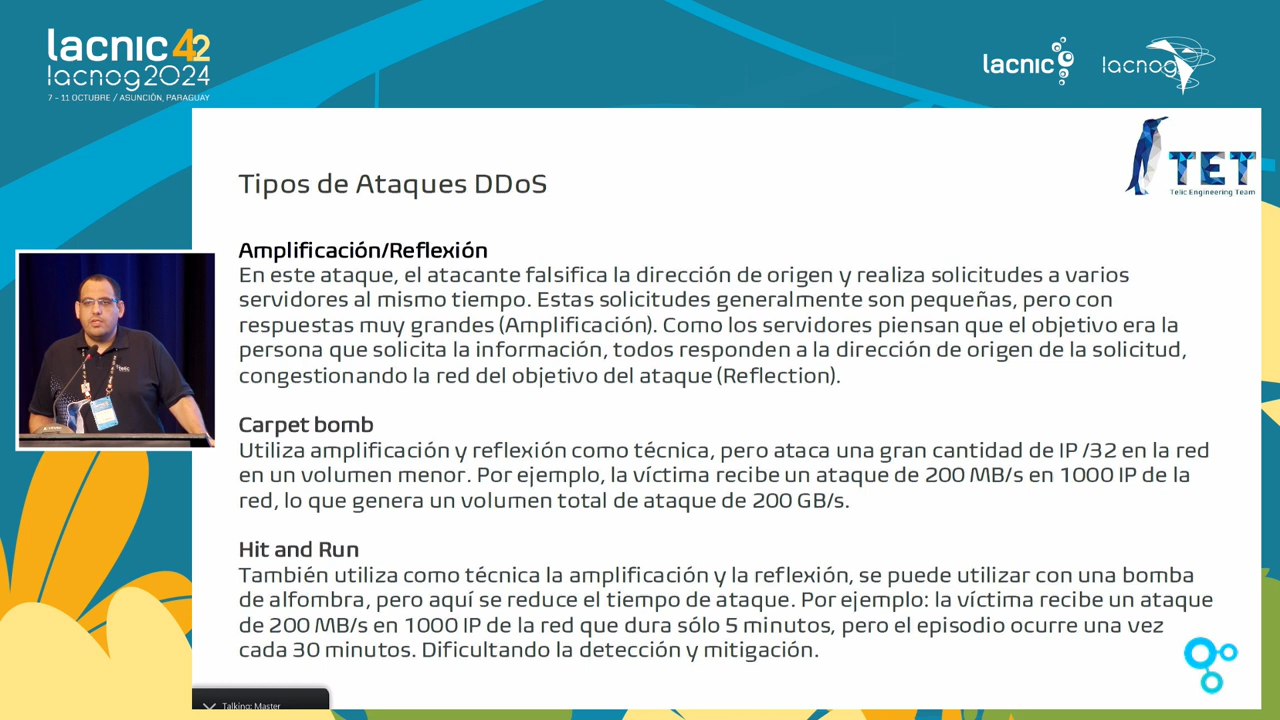 lacnic 42
lacnog 2024
7 - 11 OCTUBRE / ASUNCIÓN, PARAGUAY
lacnic
lacnog
TET
Telic Engineering Team
Tipos de Ataques DDoS
Amplificación/Reflexión
En este ataque, el atacante falsifica la dirección de origen y realiza solicitudes a varios
servidores al mismo tiempo. Estas solicitudes generalmente son pequeñas, pero con
respuestas muy grandes (Amplificación). Como los servidores piensan que el objetivo era la
persona que solicita la información, todos responden a la dirección de origen de la solicitud,
congestionando la red del objetivo del ataque (Reflection).
Carpet bomb
Utiliza amplificación y reflexión como técnica, pero ataca una gran cantidad de IP /32 en la red
en un volumen menor. Por ejemplo, la víctima recibe un ataque de 200 MB/s en 1000 IP de la
red, lo que genera un volumen total de ataque de 200 GB/s.
Hit and Run
También utiliza como técnica la amplificación y la reflexión, se puede utilizar con una bomba
de alfombra, pero aquí se reduce el tiempo de ataque. Por ejemplo: la víctima recibe un ataque
de 200 MB/s en 1000 IP de la red que dura sólo 5 minutos, pero el episodio ocurre una vez
cada 30 minutos. Dificultando la detección y mitigación.
telic
Talking: Master